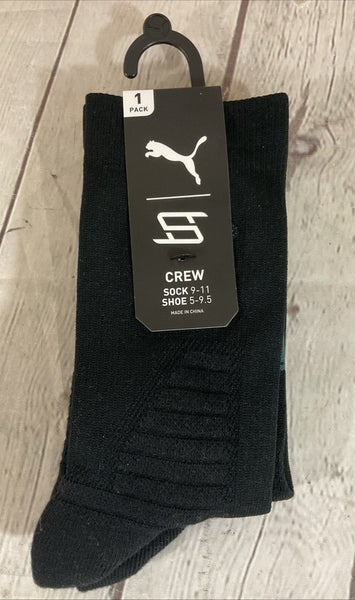 1
PACK
CREW
SOCK 9-11
SHOE 5-9.5
MADE IN CHINA